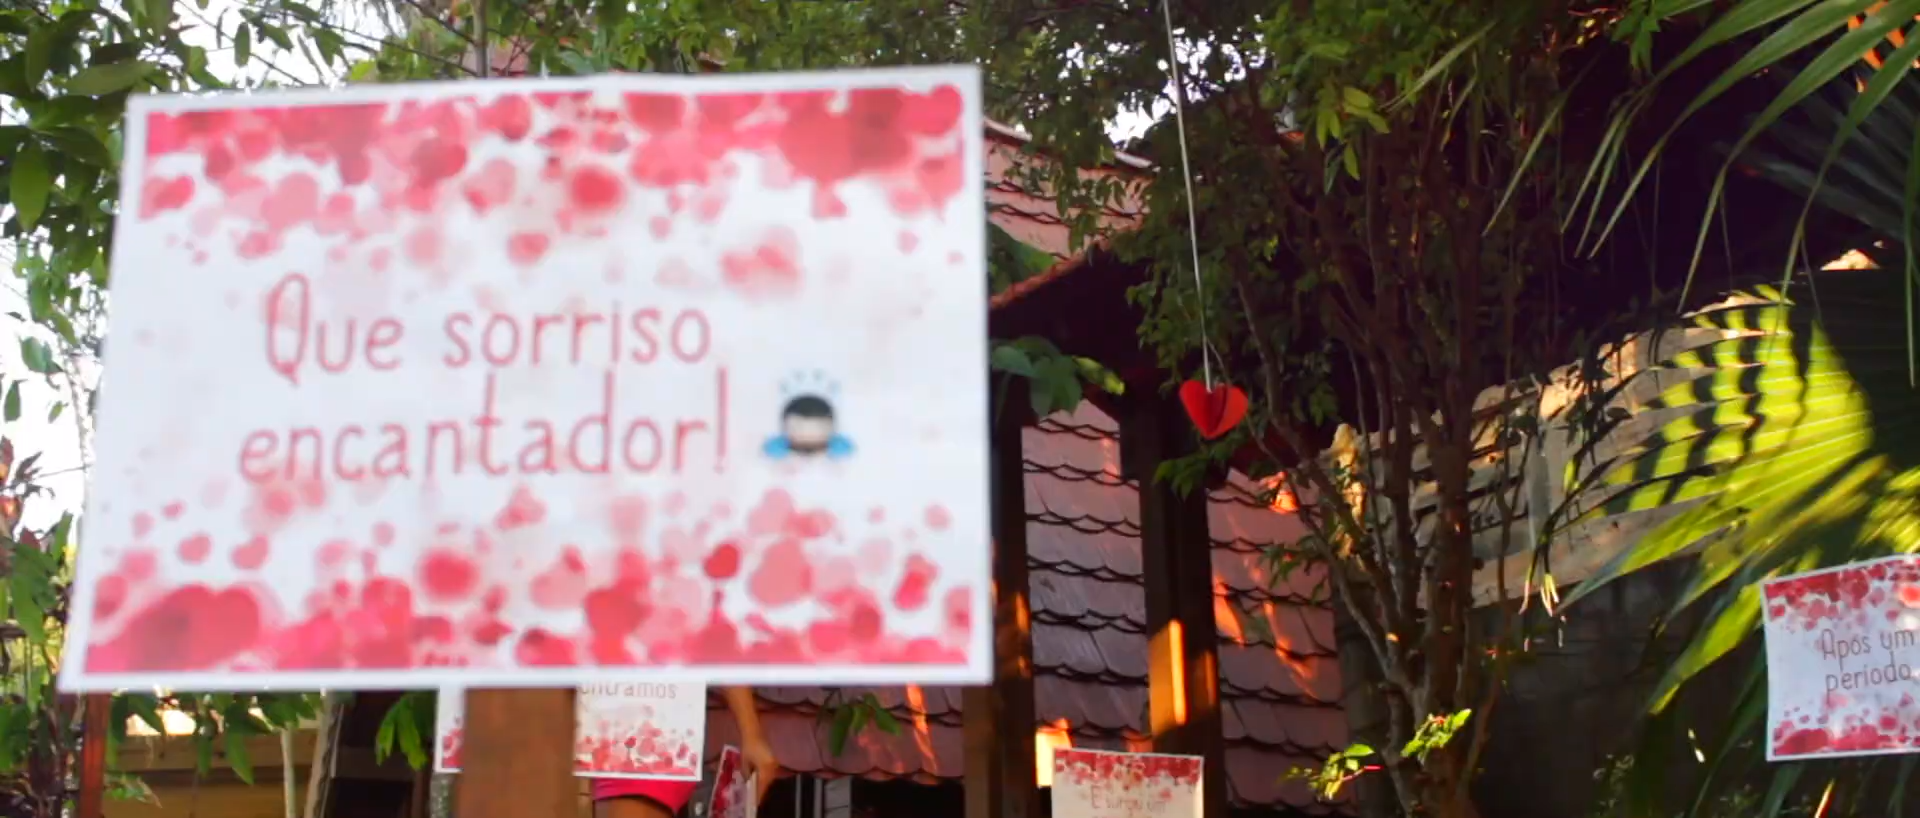 Que sorriso
encantador!
ontramos
Após um
período